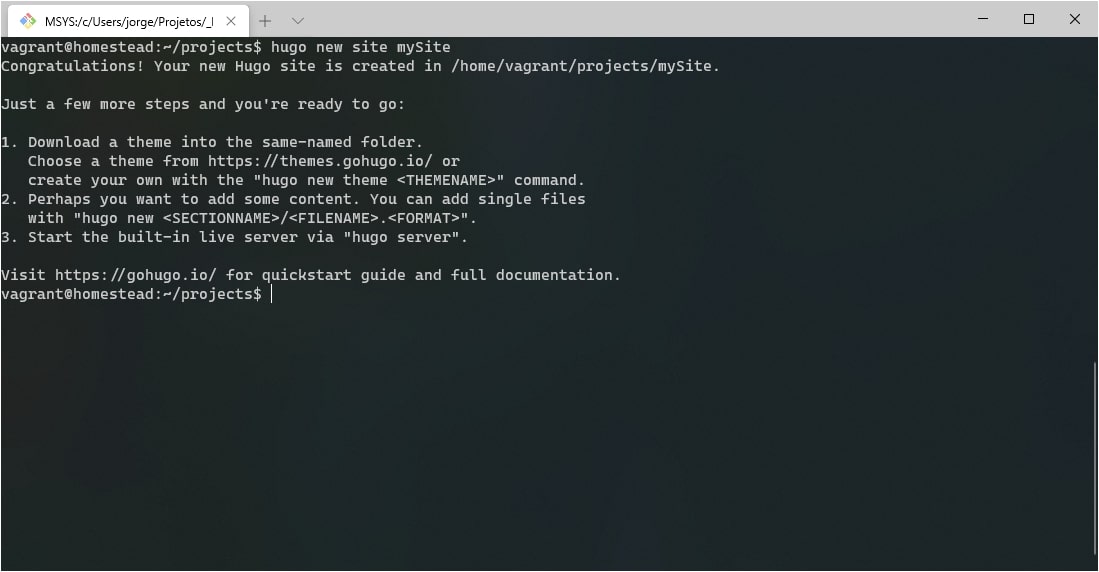 MSYS:/c/Users/jorge/Projetos/_l
vagrant@homestead:~/projects$ hugo new site mySite
Congratulations! Your new Hugo site is created in /home/vagrant/projects/mySite.
Just a few more steps and you're ready to go:
1. Download a theme into the same-named folder.
Choose a theme from https://themes.gohugo.io/ or
create your own with the "hugo new theme <THEMENAME>" command.
2. Perhaps you want to add some content. You can add single files
with "hugo new <SECTIONNAME>/<FILENAME>.<FORMAT>".
3. Start the built-in live server via "hugo server".
Visit https://gohugo.io/ for quickstart guide and full documentation.
vagrant@homestead:~/projects$